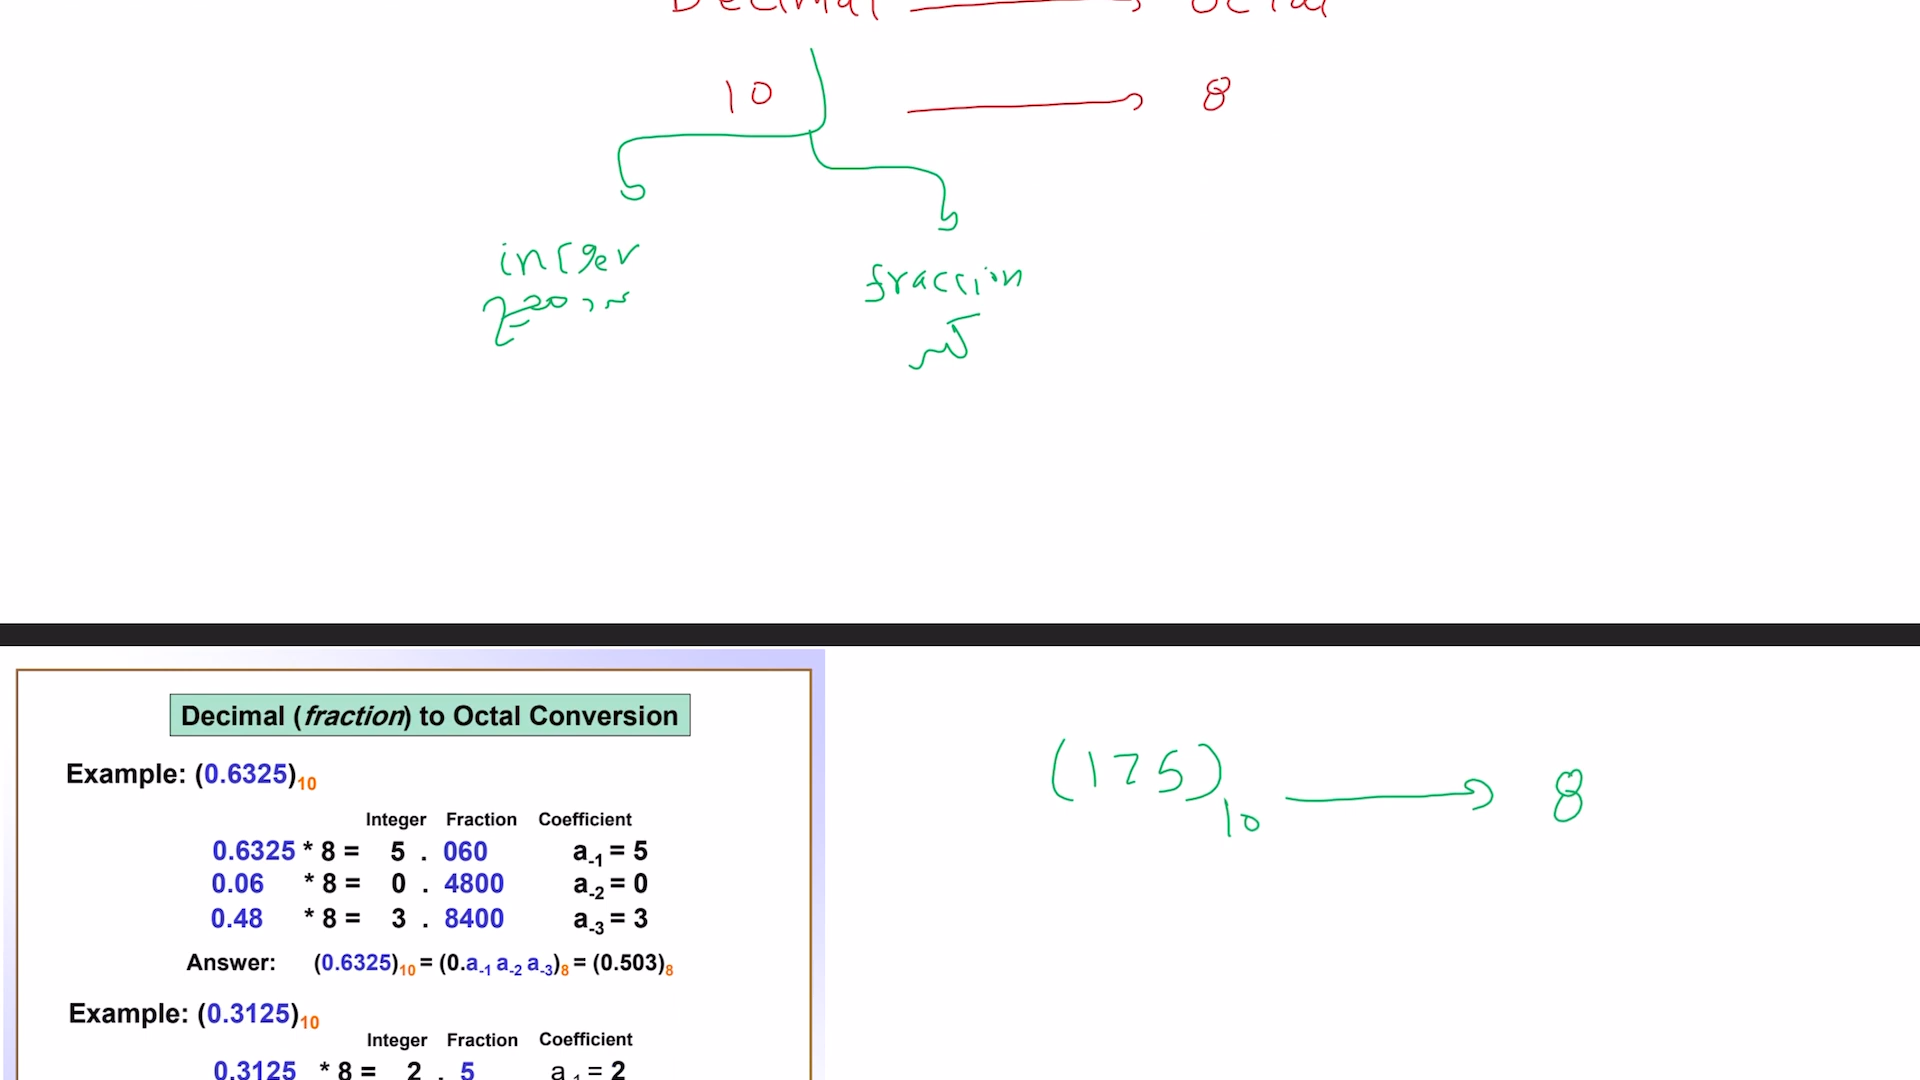 Decimal → Octal
10 → 8
fraction
Decimal (fraction) to Octal Conversion
Example: (0.6325)10
Integer Fraction Coefficient
0.6325 * 8 = 5 . 060 a-1 = 5
0.06 * 8 = 0 . 4800 a-2 = 0
0.48 * 8 = 3 . 8400 a-3 = 3
Answer: (0.6325)10 = (0.a-1 a-2 a-3)8 = (0.503)8
Example: (0.3125)10
Integer Fraction Coefficient
0.3125 * 8 = 2 . 5 a-1 = 2
(175)10 → 8